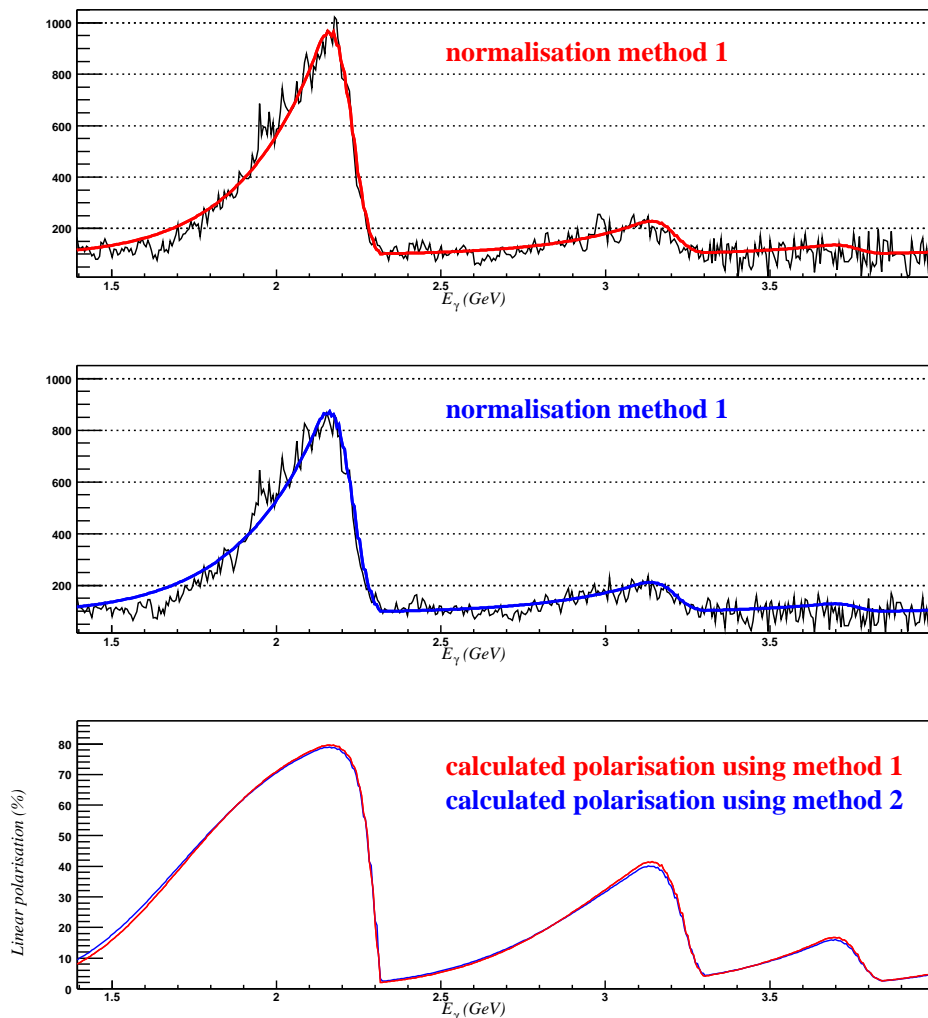 1000
800
600
400
200
normalisation method 1
1.5 2 2.5 3 3.5
E_γ (GeV)
1000
800
600
400
200
normalisation method 1
1.5 2 2.5 3 3.5
E_γ (GeV)
Linear polarisation (%)
80
70
60
50
40
30
20
10
0
calculated polarisation using method 1
calculated polarisation using method 2
1.5 2 2.5 3 3.5
E_γ (GeV)